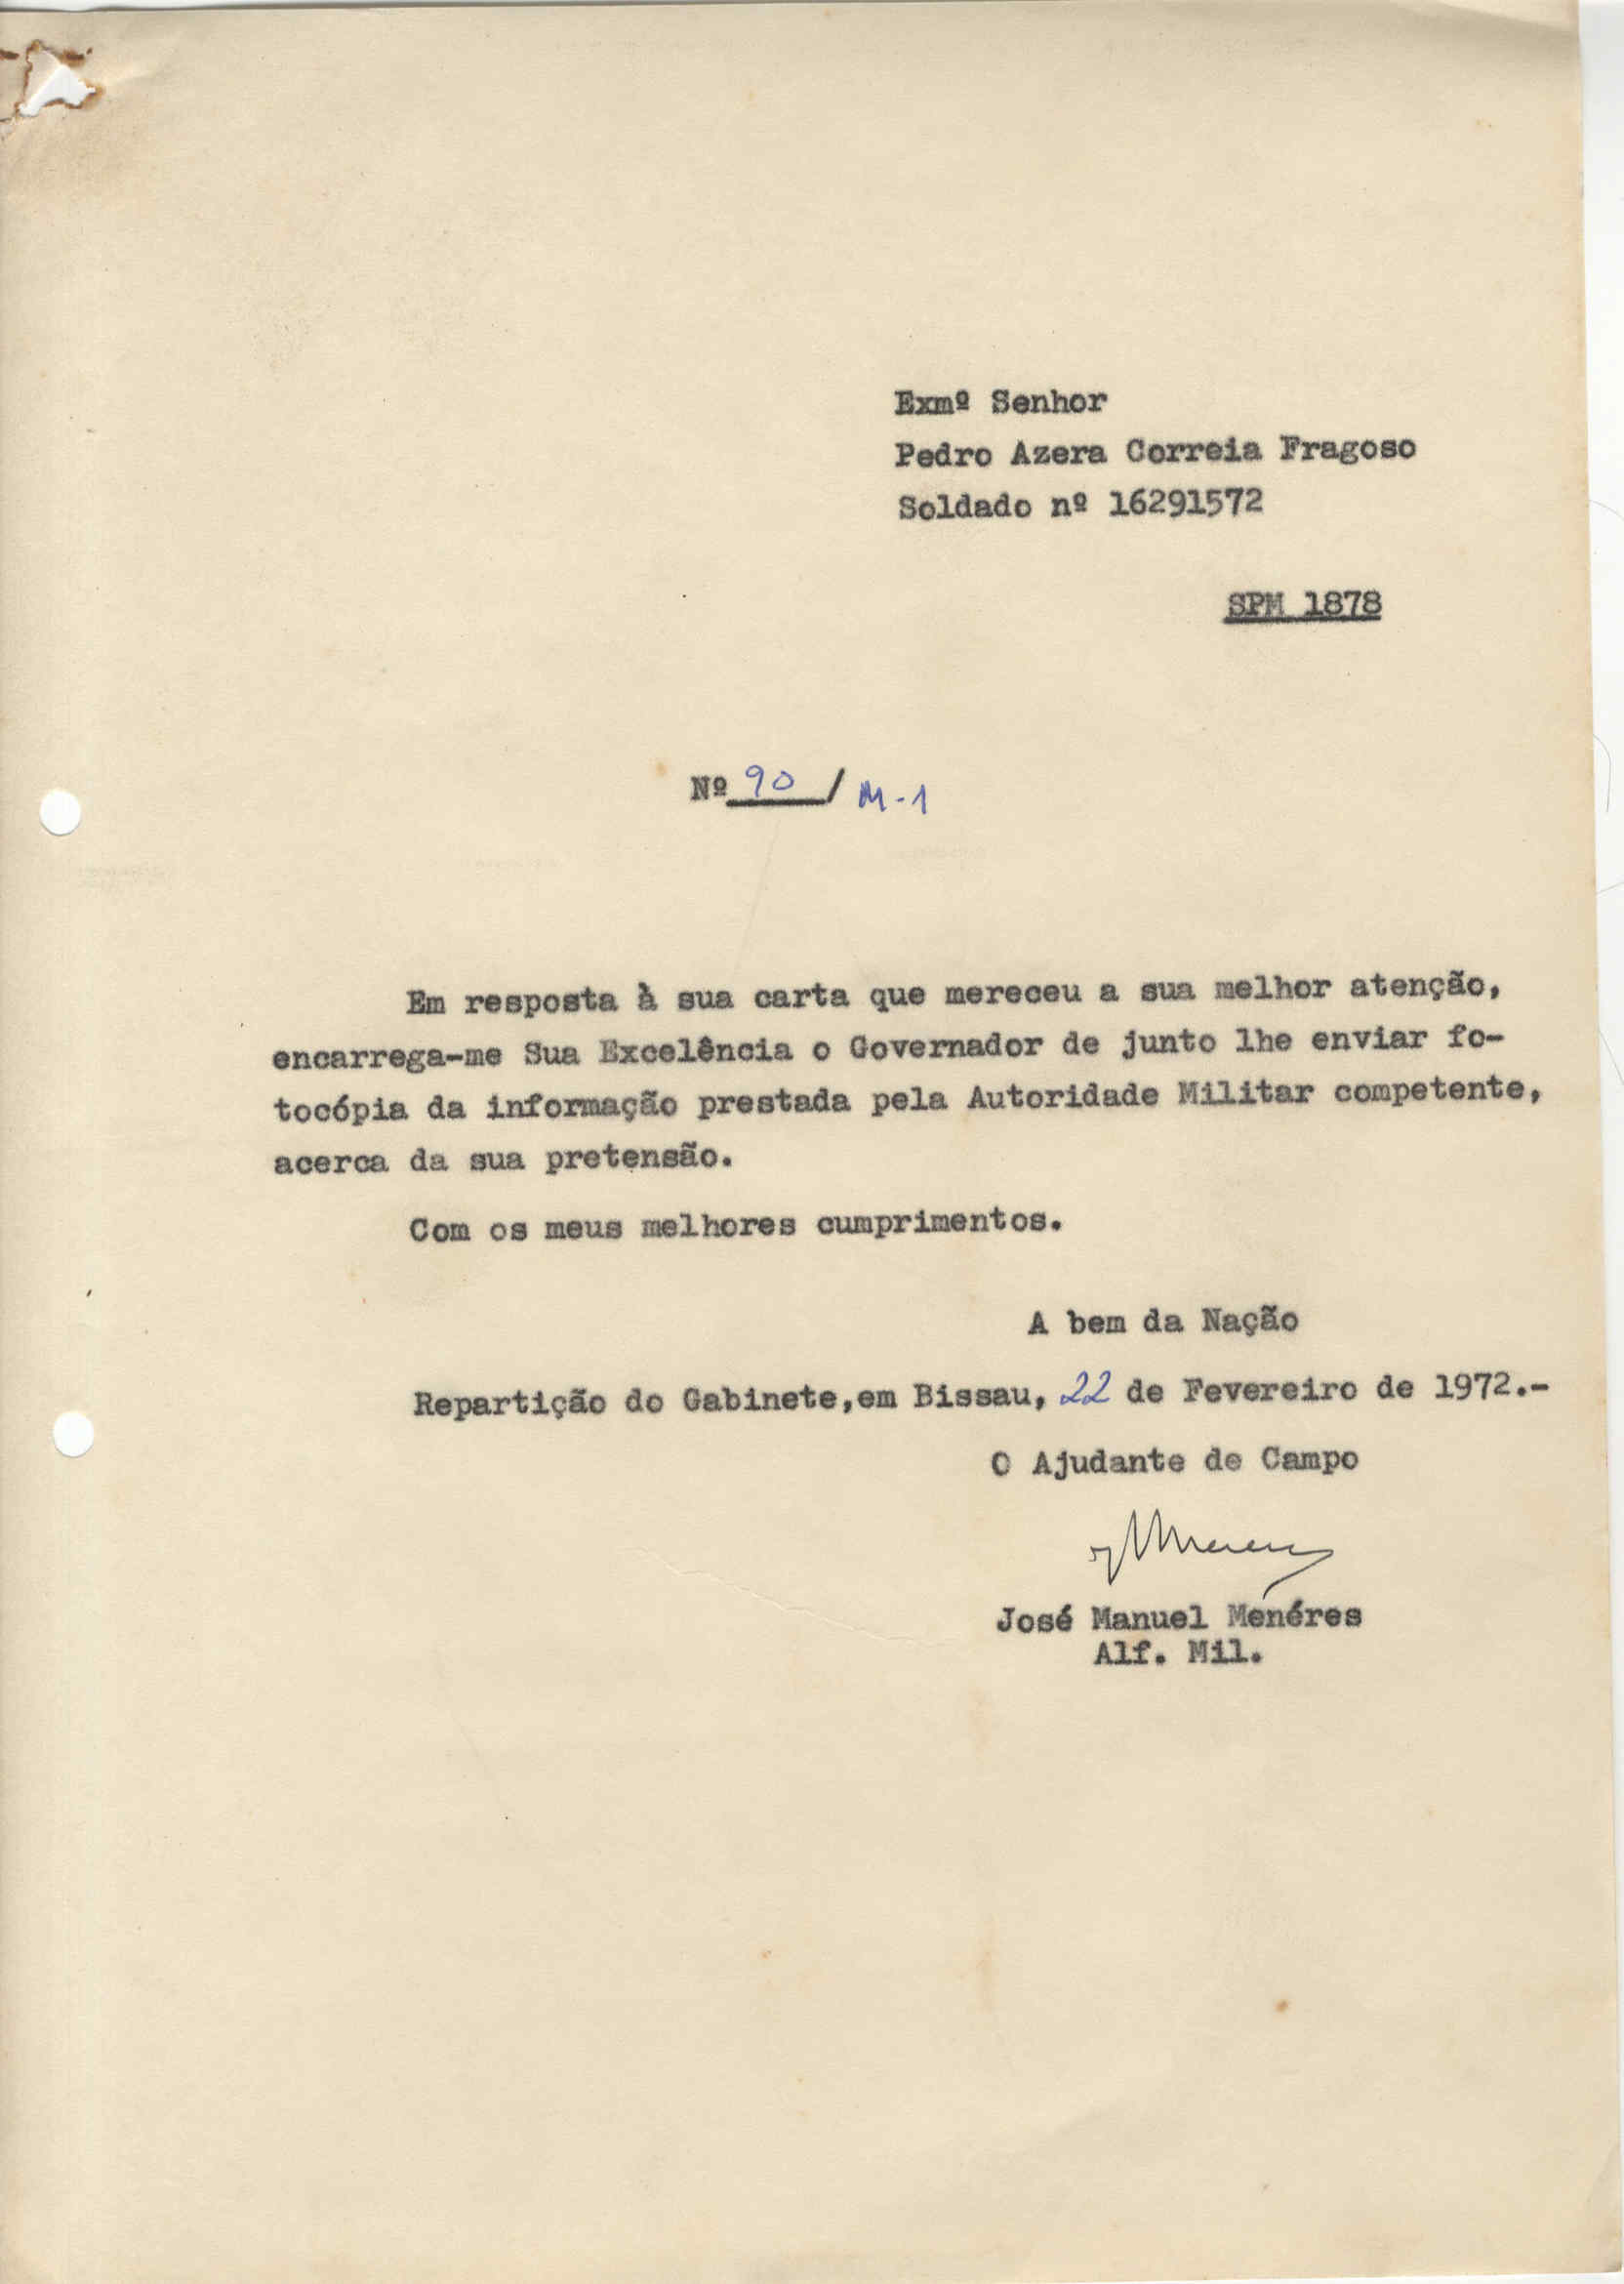 Exmº Senhor
Pedro Azera Correia Fragoso
Soldado nº 16291572
SPM 1878
Nº 90 / M-1
Em resposta à sua carta que mereceu a sua melhor atenção,
encarrega-me Sua Excelência o Governador de junto lhe enviar fo-
tocópia da informação prestada pela Autoridade Militar competente,
acerca da sua pretensão.
Com os meus melhores cumprimentos.
A bem da Nação
Repartição do Gabinete,em Bissau, 22 de Fevereiro de 1972.-
O Ajudante de Campo
José Manuel Menéres
Alf. Mil.